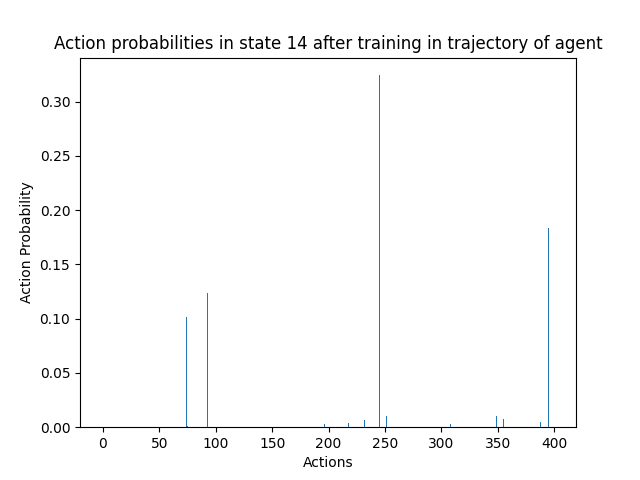 Action probabilities in state 14 after training in trajectory of agent
0.30
0.25
0.20
0.15
0.10
0.05
0.00
Action Probability
0 50 100 150 200 250 300 350 400
Actions